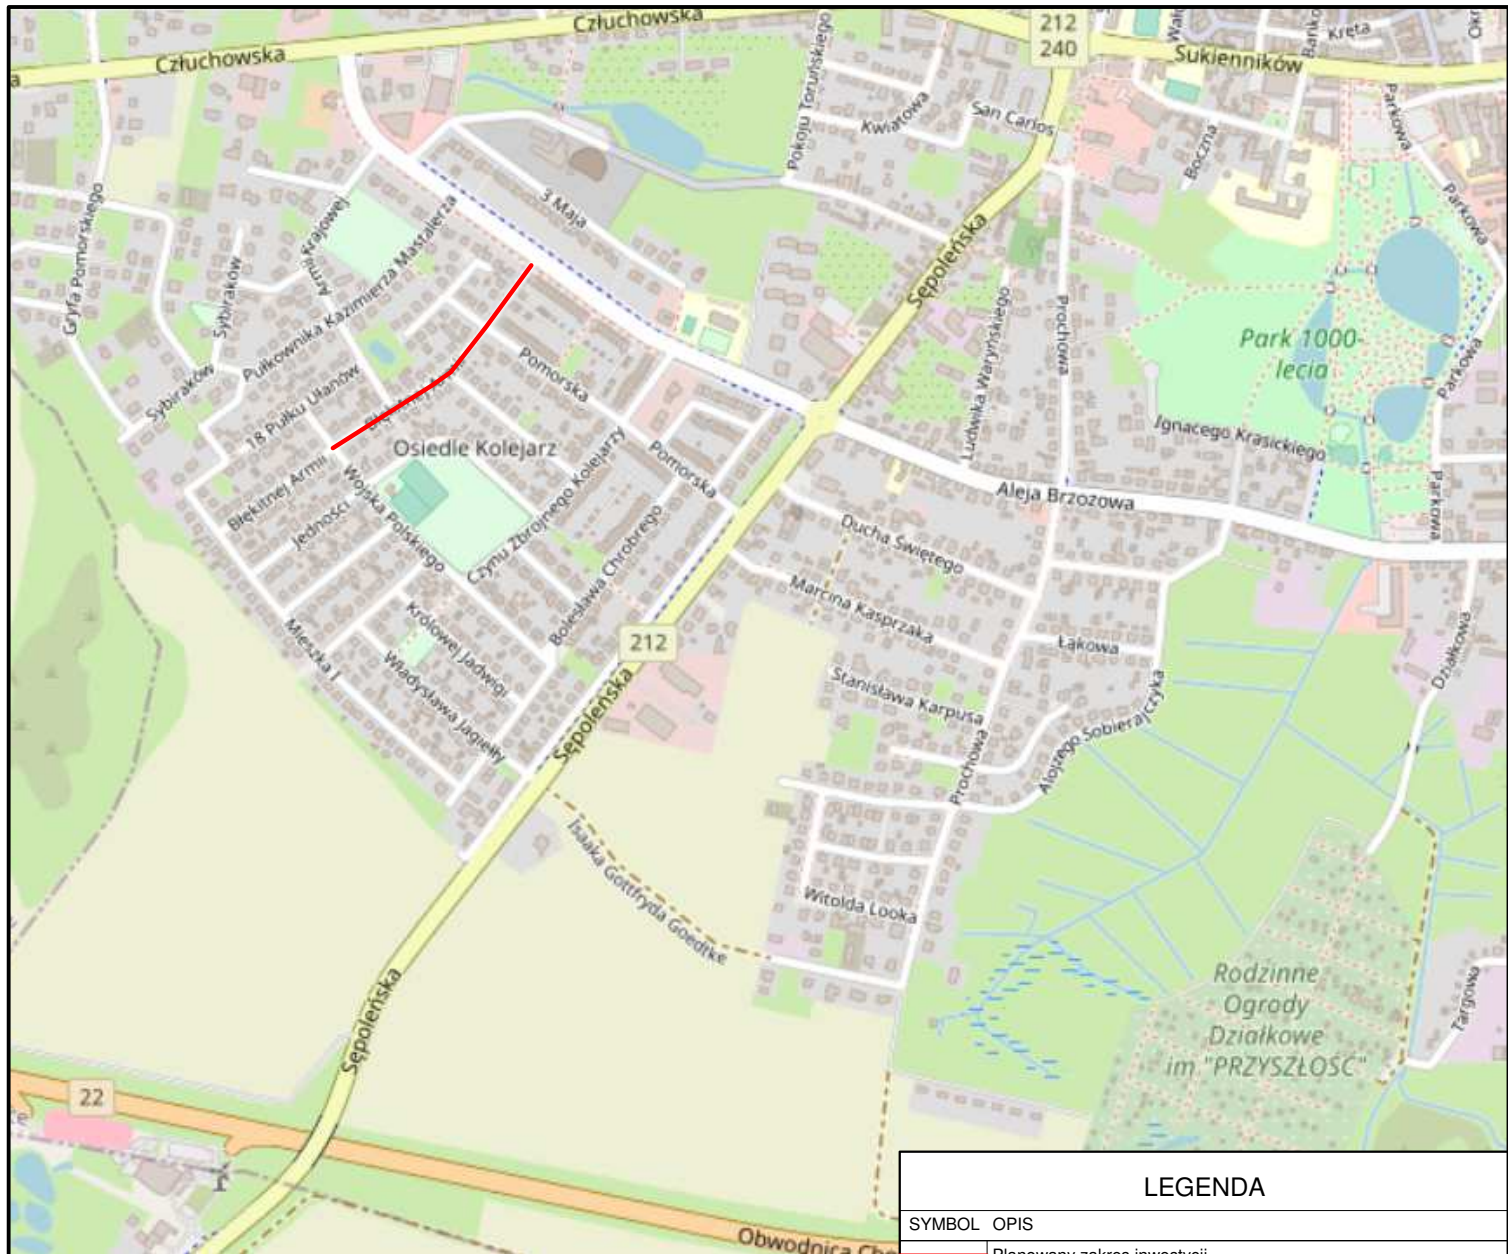 Człuchowska
Człuchowska
212
240
Sukienników
Kręta
Pokoju Toruńskiego
Kwiatowa
San Carlos
Boczna
Parkowa
Parkowa
Parkowa
Parkowa
Gryfa Pomorskiego
Armii Krajowej
Sybiraków
Sybiraków
Pułkownika Kazimierza Mastalerza
3 Maja
Sępoleńska
Ludwika Waryńskiego
Prochowa
Park 1000-
lecia
Ignacego Krasickiego
18 Pułku Ułanów
Pomorska
Pomorska
Osiedle Kolejarz
Błękitnej Armii
Jedności
Wojska Polskiego
Czynu Zbrojnego Kolejarzy
Bolesława Chrobrego
Aleja Brzozowa
Ducha Świętego
Marcina Kasprzaka
Łąkowa
Stanisława Karpusa
Alojzego Sobierajczyka
Prochowa
Działkowa
Mieszka I
Królowej Jadwigi
Władysława Jagiełły
212
Sępoleńska
Isaaka Gottfryda Goedtke
Witolda Looka
Rodzinne
Ogrody
Działkowe
im "PRZYSZŁOŚĆ"
Targowa
Sępoleńska
22
Obwodnica
LEGENDA
SYMBOL OPIS
Planowany zakres inwestycji